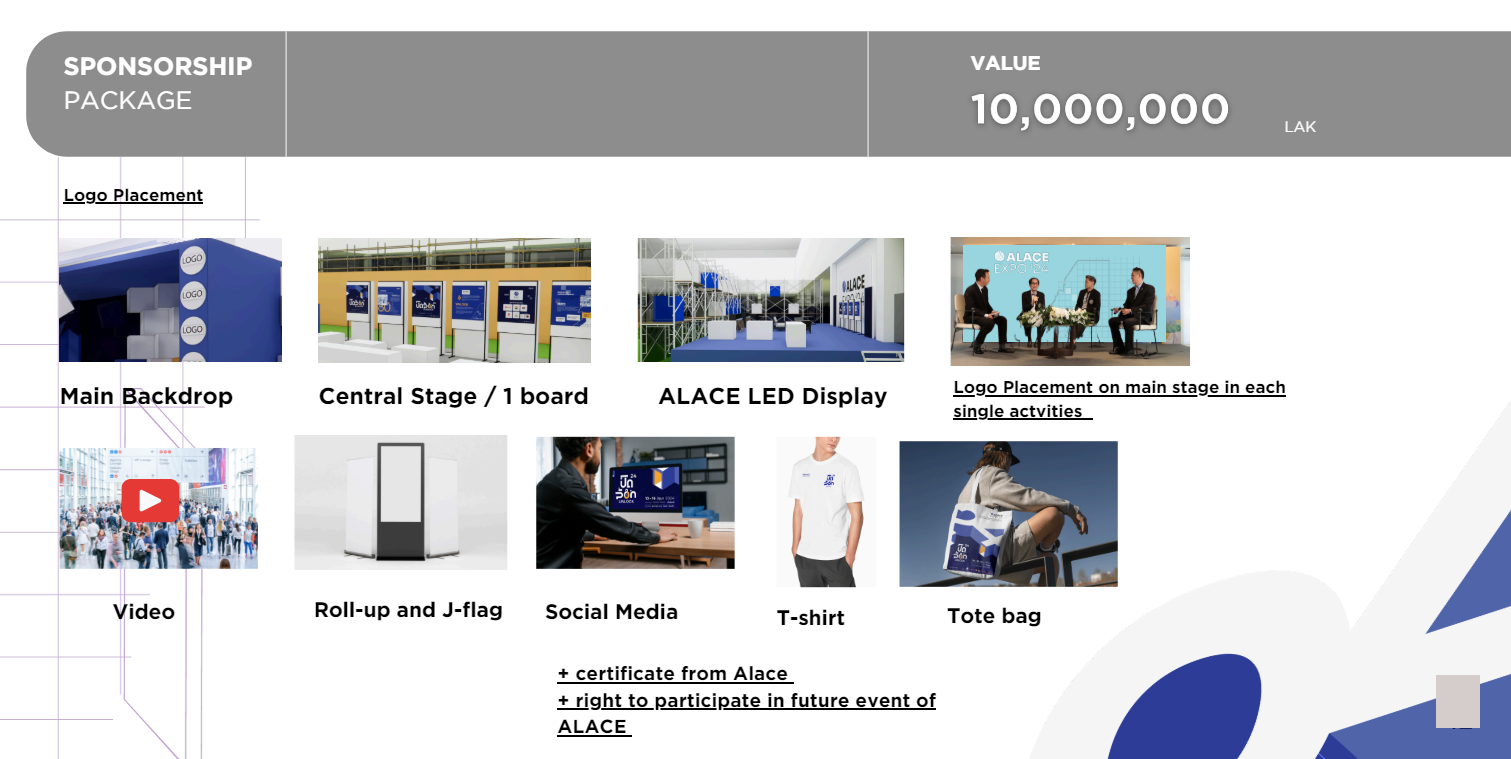 SPONSORSHIP
PACKAGE
VALUE
10,000,000
LAK
Logo Placement
LOGO
LOGO
LOGO
ALACE
EXPO '24
Main Backdrop
Central Stage / 1 board
ALACE LED Display
Logo Placement on main stage in each
single actvities
Video
Roll-up and J-flag
Social Media
T-shirt
Tote bag
+ certificate from Alace
+ right to participate in future event of
ALACE